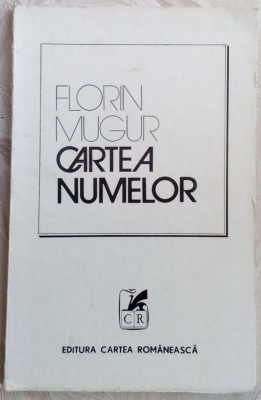 FLORIN
MUGUR
CARTEA
NUMELOR
CR
EDITURA CARTEA ROMÂNEASCĂ